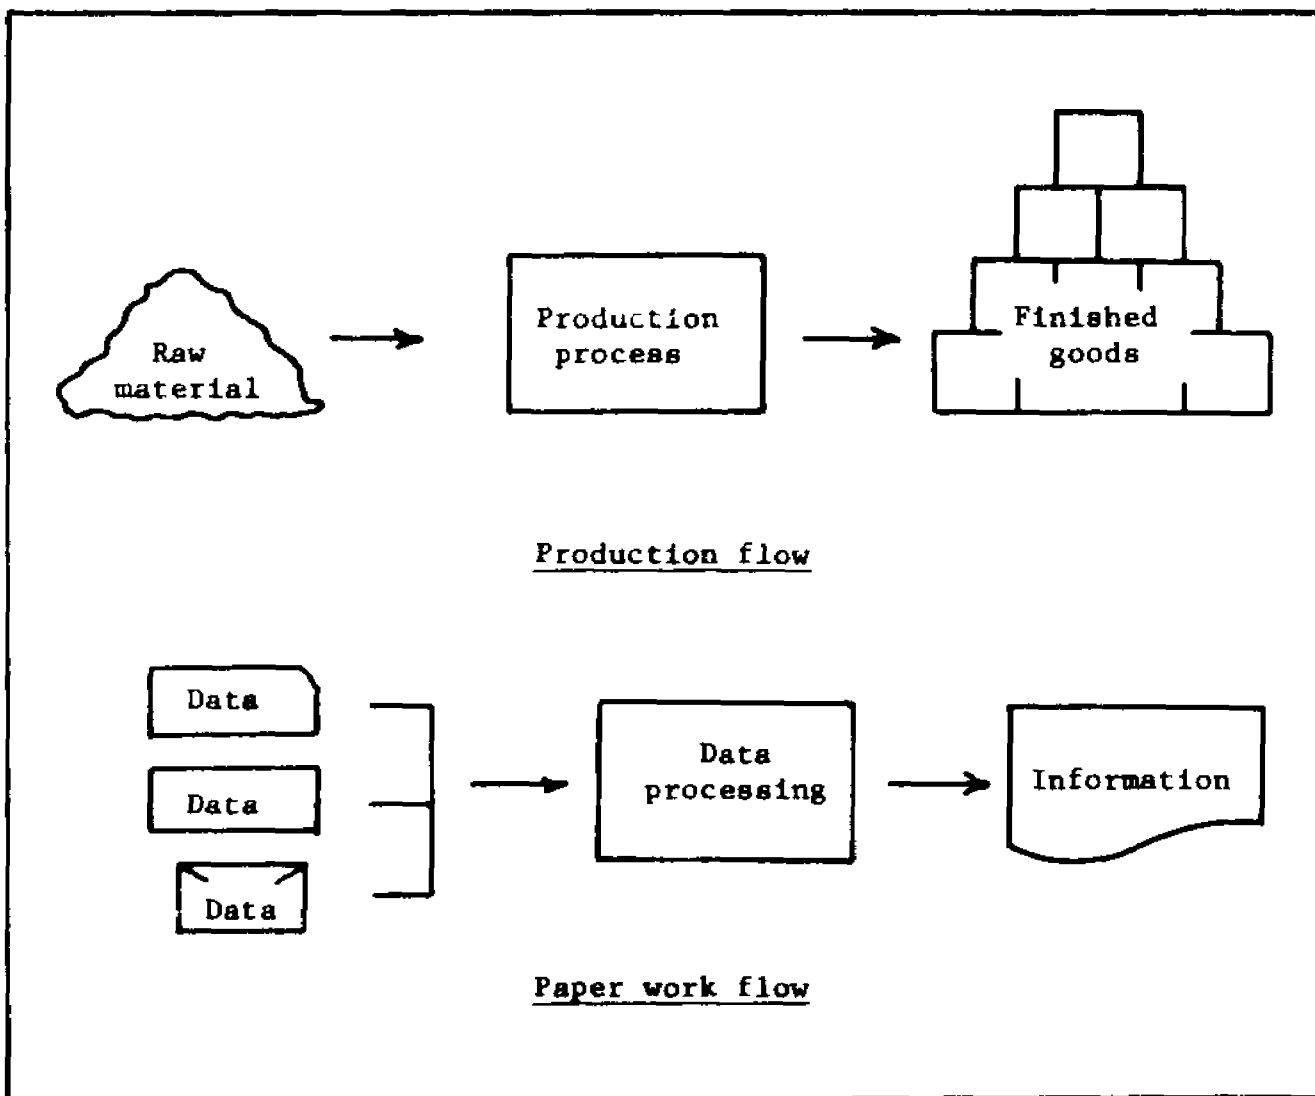 Raw
material
Production
process
Finished
goods
Production flow
Data
Data
Data
Data
processing
Information
Paper work flow